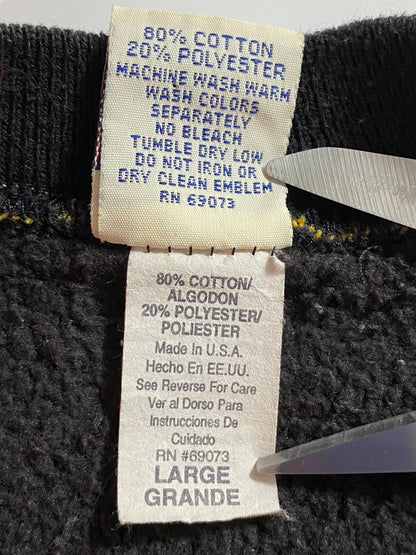 80% COTTON
20% POLYESTER
MACHINE WASH WARM
WASH COLORS
SEPARATELY
NO BLEACH
TUMBLE DRY LOW
DO NOT IRON OR
DRY CLEAN EMBLEM
RN 69073
80% COTTON/
ALGODON
20% POLYESTER/
POLIESTER
Made In U.S.A.
Hecho En EE.UU.
See Reverse For Care
Ver al Dorso Para
Instrucciones De
Cuidado
RN #69073
LARGE
GRANDE